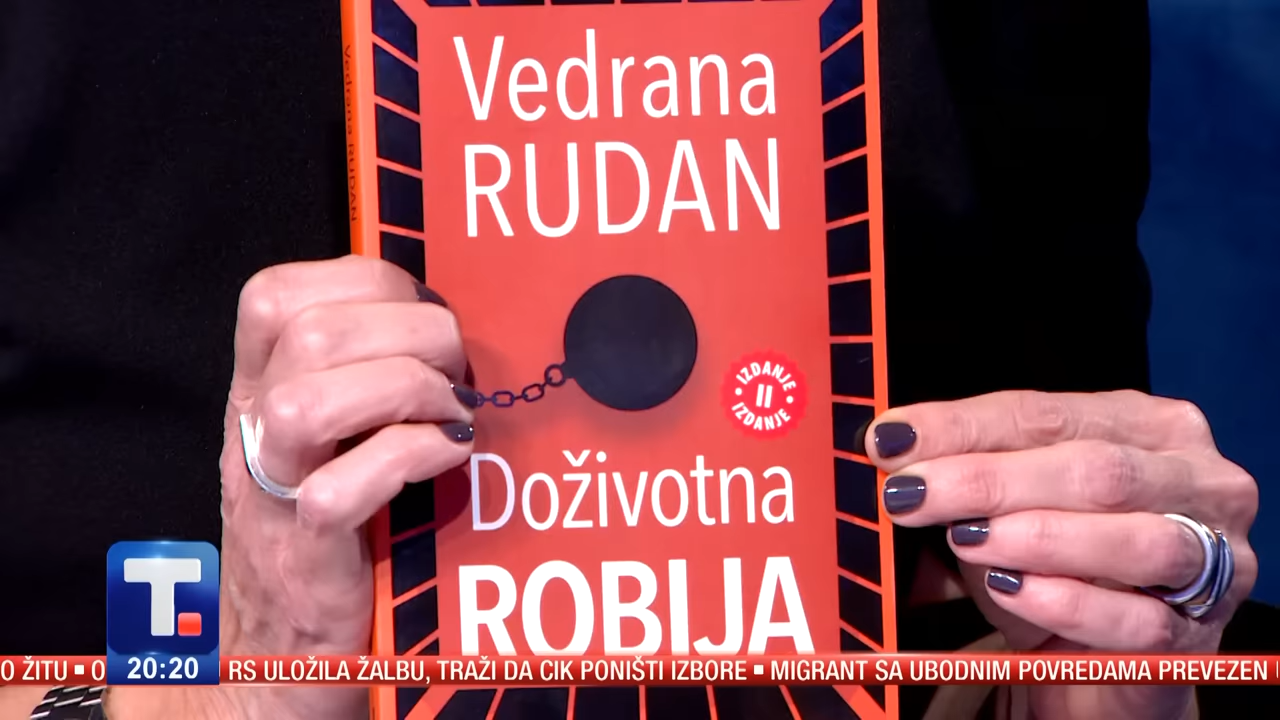 Vedrana
RUDAN
Vedrana RUDAN
IZDANJE
II
IZDANJE
Doživotna
ROBIJA
T.
20:20
O ŽITU ▪ O
RS ULOŽILA ŽALBU, TRAŽI DA CIK PONIŠTI IZBORE ▪ MIGRANT SA UBODNIM POVREDAMA PREVEZEN